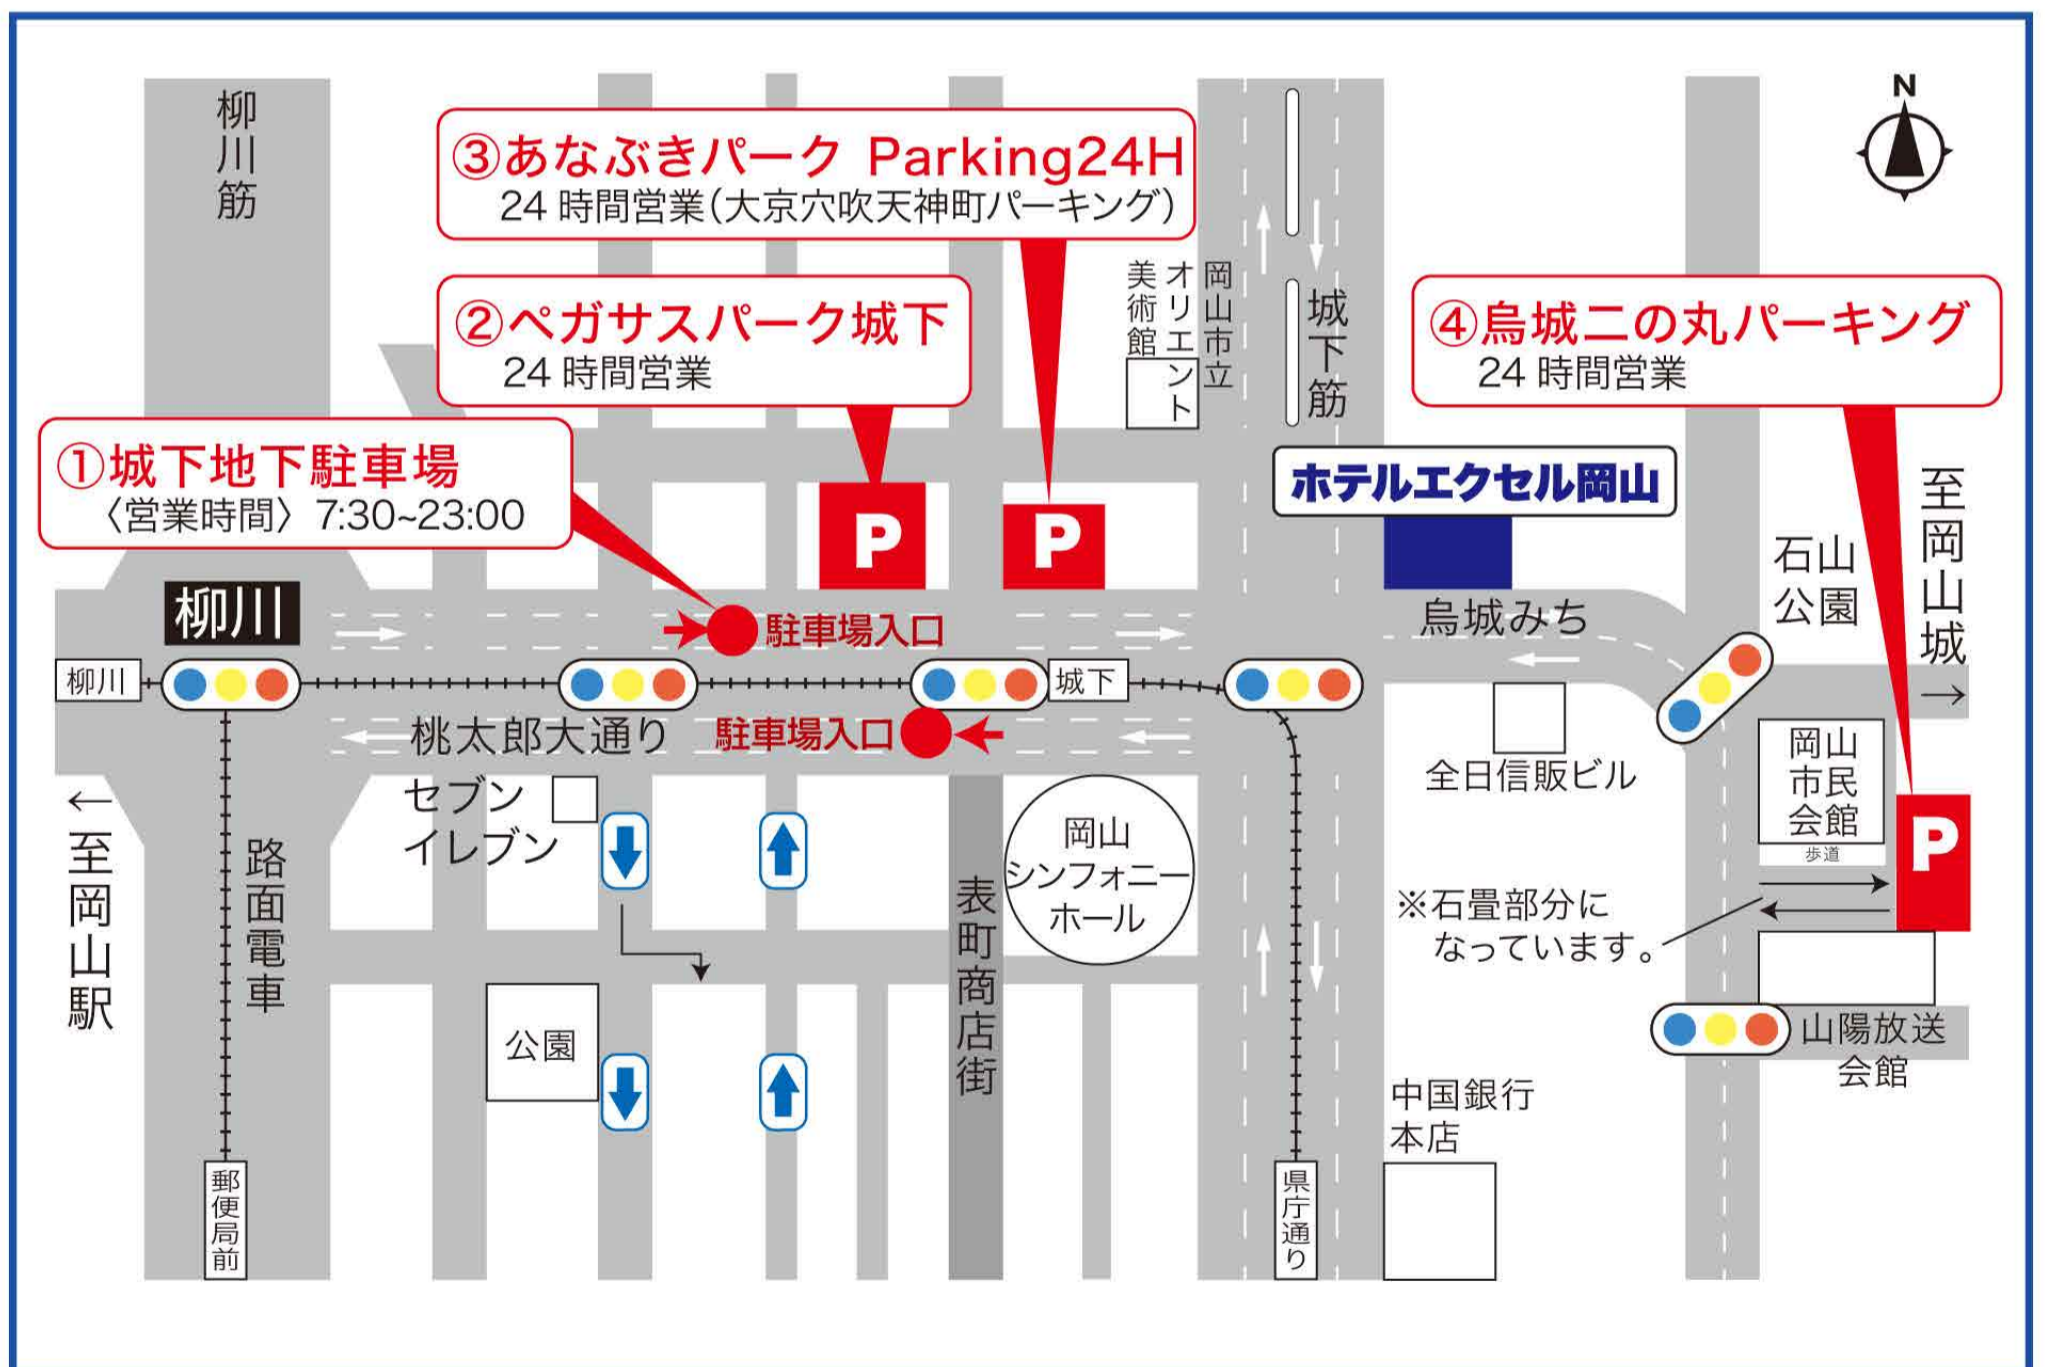 柳川筋
③あなぶきパーク Parking24H
24 時間営業(大京穴吹天神町パーキング)
N
②ペガサスパーク城下
24 時間営業
岡山市立
オリエント
美術館
城下筋
④烏城二の丸パーキング
24 時間営業
①城下地下駐車場
〈営業時間〉7:30~23:00
P
P
ホテルエクセル岡山
至岡山城
→
石山
公園
柳川
駐車場入口
烏城みち
柳川
城下
桃太郎大通り
駐車場入口
全日信販ビル
岡山
市民
会館
歩道
P
←至岡山駅
セブン
イレブン
路面電車
岡山
シンフォニー
ホール
表町商店街
※石畳部分に
なっています。
公園
山陽放送
会館
中国銀行
本店
郵便局前
県庁通り